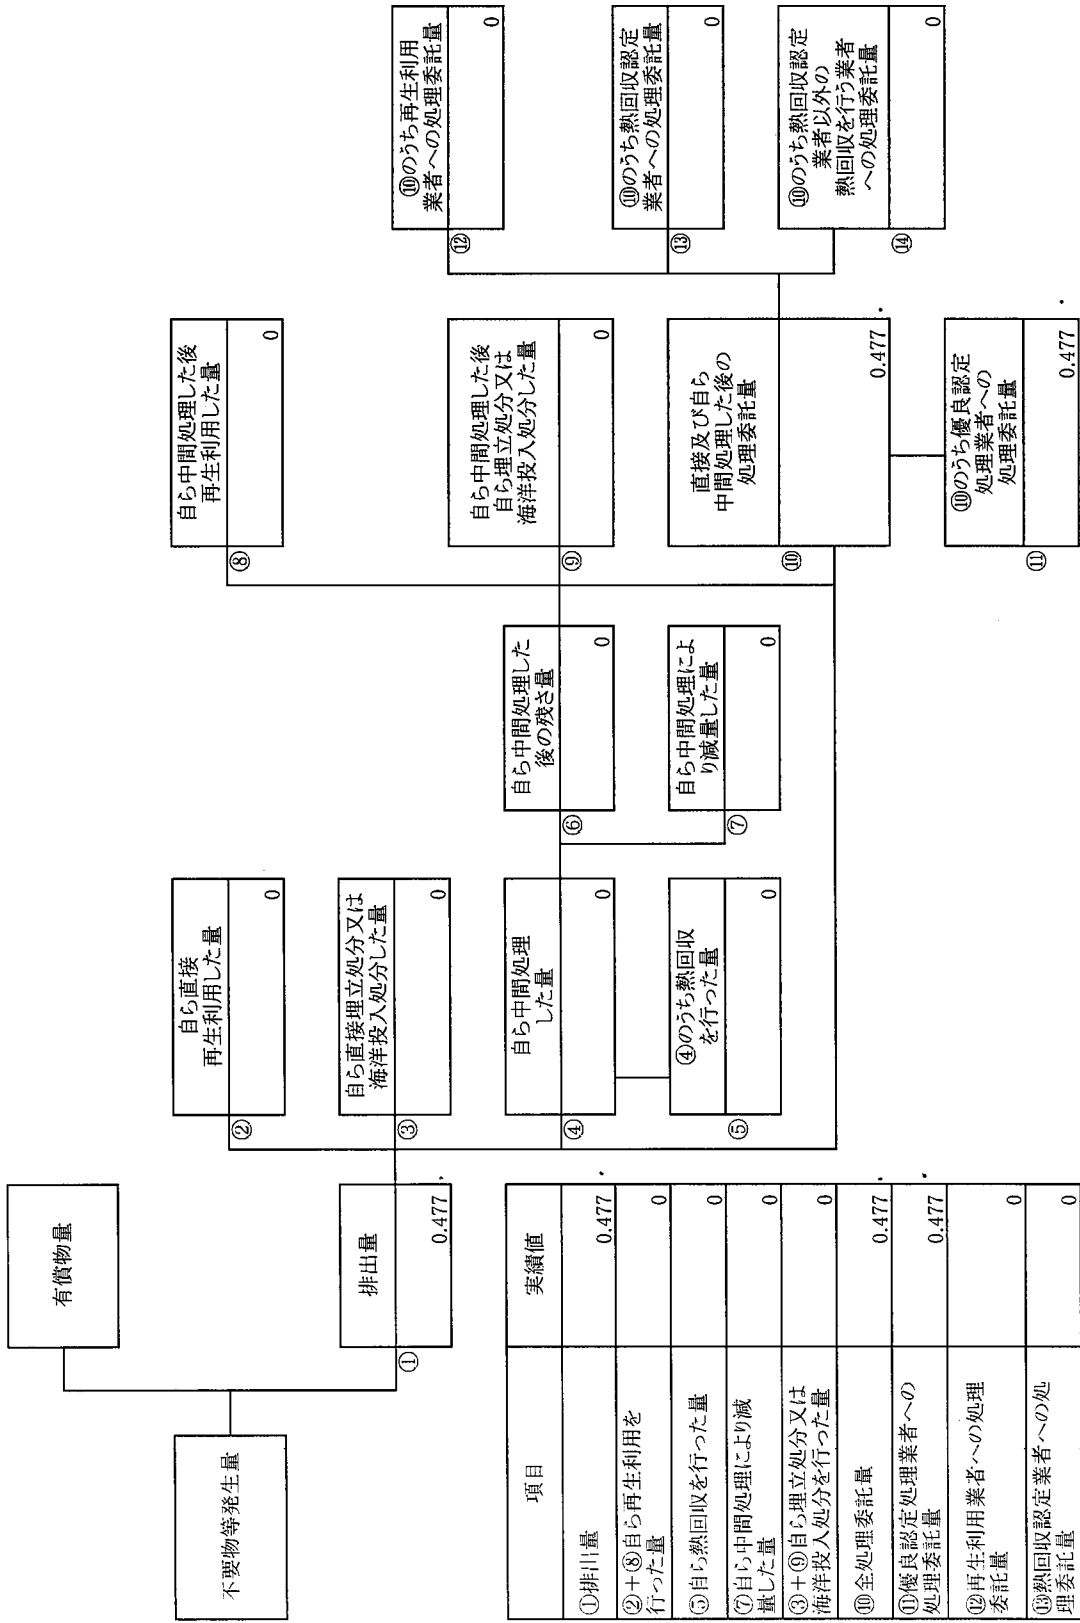 不要物等発生量
有償物量
排出量
①
0.477
②
自ら直接
再生利用した量
0
③
自ら直接埋立処分又は
海洋投入処分した量
0
④
自ら中間処理
した量
0
⑤
④のうち熱回収
を行った量
0
⑥
自ら中間処理した
後の残さ量
0
⑦
自ら中間処理によ
り減量した量
0
⑧
自ら中間処理した後
再生利用した量
0
⑨
自ら中間処理した後
自ら埋立処分又は
海洋投入処分した量
0
⑩
直接及び自ら
中間処理した後の
処理委託量
0.477
⑪
⑩のうち優良認定
処理業者への
処理委託量
0.477
⑫
⑩のうち再生利用
業者への処理委託量
0
⑬
⑩のうち熱回収認定
業者への処理委託量
0
⑭
⑩のうち熱回収認定
業者以外の
熱回収を行う業者
への処理委託量
0
項目
実績値
①排出量
0.477
②+⑧自ら再生利用を
行った量
0
⑤自ら熱回収を行った量
0
⑦自ら中間処理により減
量した量
0
③+⑨自ら埋立処分又は
海洋投入処分を行った量
0
⑩全処理委託量
0.477
⑪優良認定処理業者への
処理委託量
0.477
⑫再生利用業者への処理
委託量
0
⑬熱回収認定業者への処
理委託量
0